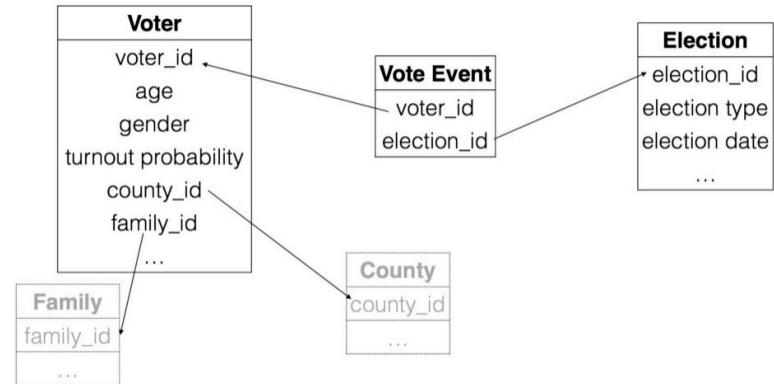 Voter
voter_id
age
gender
turnout probability
county_id
family_id
...
Vote Event
voter_id
election_id
Election
election_id
election type
election date
...
Family
family_id
...
County
county_id
...